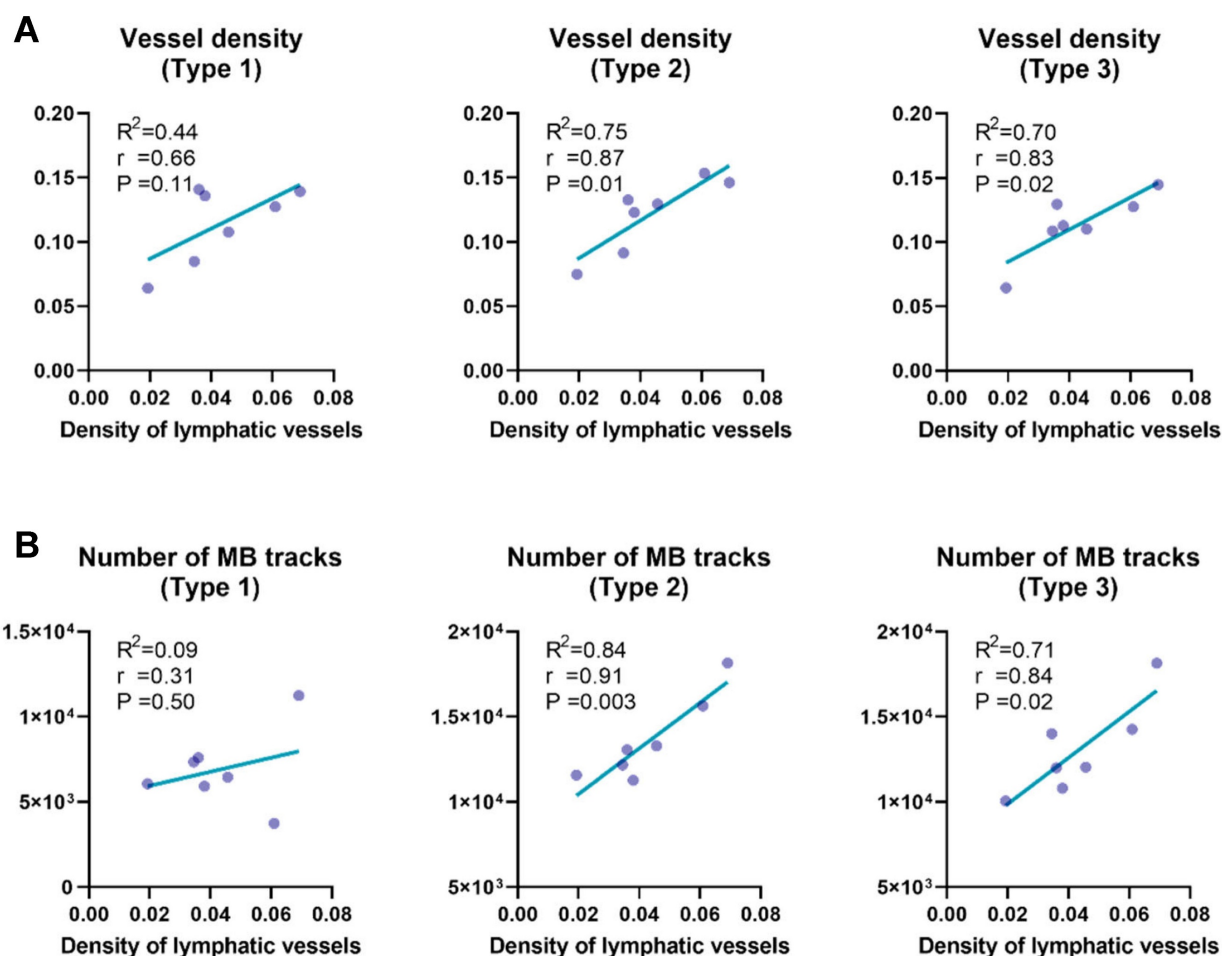 A
Vessel density
(Type 1)
R²=0.44
r =0.66
P =0.11
0.20
0.15
0.10
0.05
0.00
0.00 0.02 0.04 0.06 0.08
Density of lymphatic vessels
Vessel density
(Type 2)
R²=0.75
r =0.87
P =0.01
0.20
0.15
0.10
0.05
0.00
0.00 0.02 0.04 0.06 0.08
Density of lymphatic vessels
Vessel density
(Type 3)
R²=0.70
r =0.83
P =0.02
0.20
0.15
0.10
0.05
0.00
0.00 0.02 0.04 0.06 0.08
Density of lymphatic vessels
B
Number of MB tracks
(Type 1)
R²=0.09
r =0.31
P =0.50
1.5×10⁴
1×10⁴
5×10³
0
0.00 0.02 0.04 0.06 0.08
Density of lymphatic vessels
Number of MB tracks
(Type 2)
R²=0.84
r =0.91
P =0.003
2×10⁴
1.5×10⁴
1×10⁴
5×10³
0.00 0.02 0.04 0.06 0.08
Density of lymphatic vessels
Number of MB tracks
(Type 3)
R²=0.71
r =0.84
P =0.02
2×10⁴
1.5×10⁴
1×10⁴
5×10³
0.00 0.02 0.04 0.06 0.08
Density of lymphatic vessels